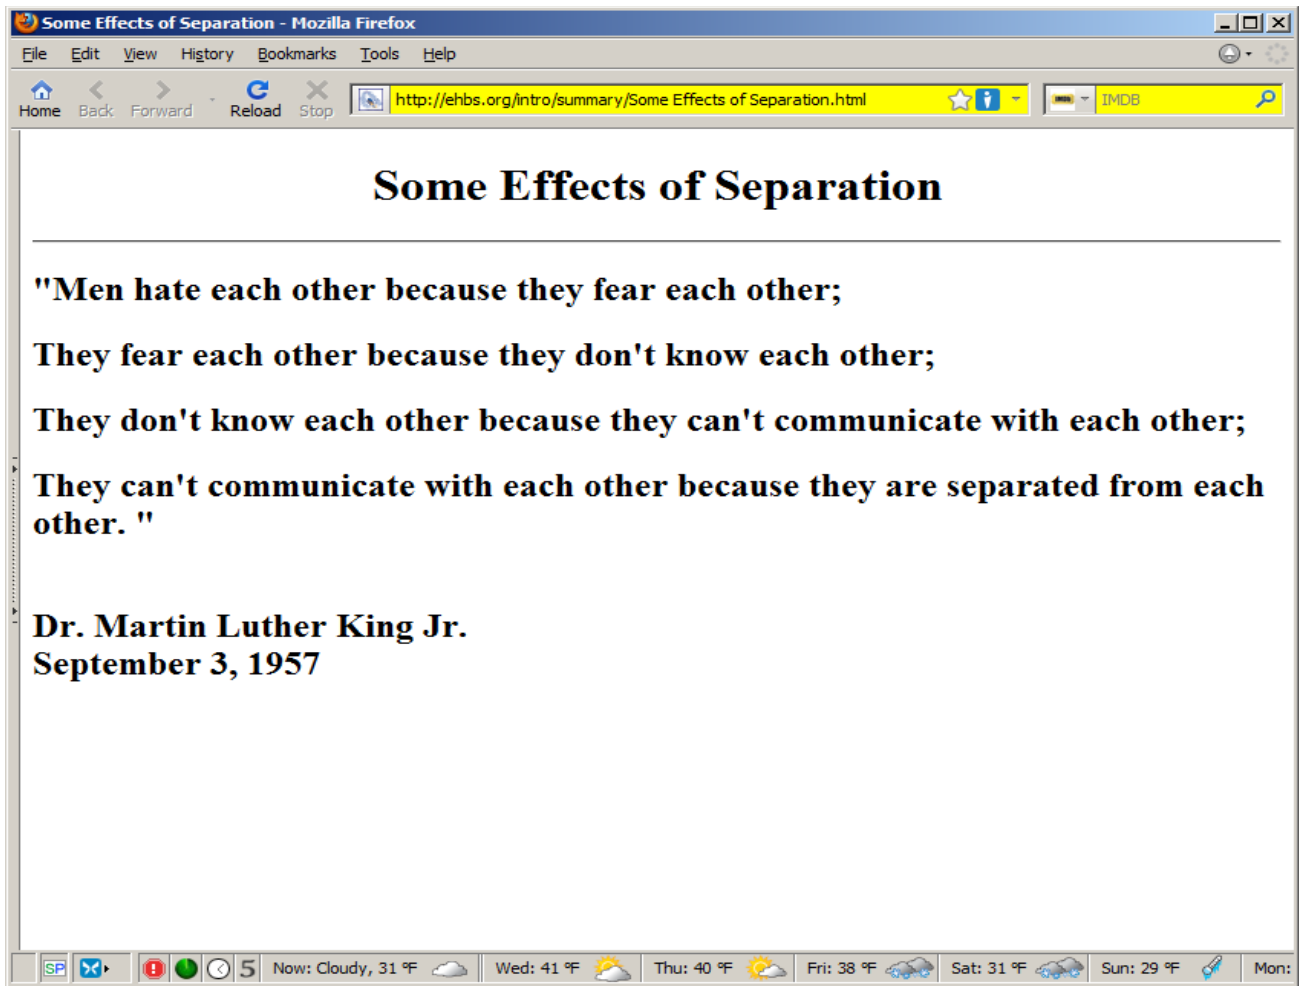 Some Effects of Separation - Mozilla Firefox
File Edit View History Bookmarks Tools Help
Home Back Forward Reload Stop http://ehbs.org/intro/summary/Some Effects of Separation.html IMDB
Some Effects of Separation
"Men hate each other because they fear each other;
They fear each other because they don't know each other;
They don't know each other because they can't communicate with each other;
They can't communicate with each other because they are separated from each
other. "
Dr. Martin Luther King Jr.
September 3, 1957
SP 5 Now: Cloudy, 31 °F Wed: 41 °F Thu: 40 °F Fri: 38 °F Sat: 31 °F Sun: 29 °F Mon: